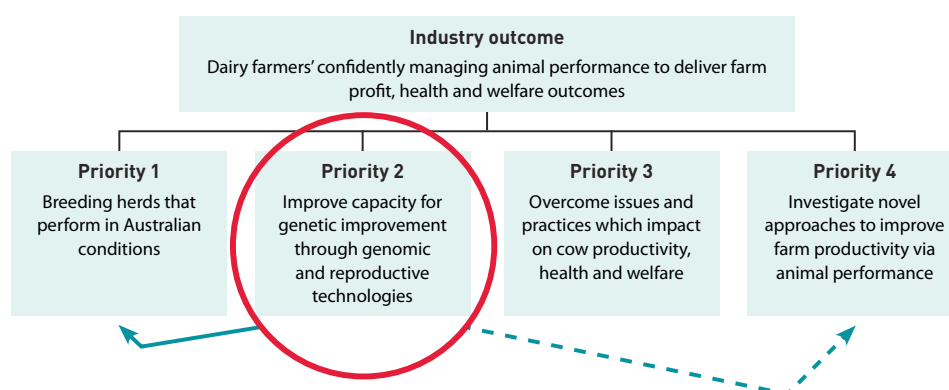 Industry outcome
Dairy farmers' confidently managing animal performance to deliver farm
profit, health and welfare outcomes
Priority 1
Breeding herds that
perform in Australian
conditions
Priority 2
Improve capacity for
genetic improvement
through genomic
and reproductive
technologies
Priority 3
Overcome issues and
practices which impact
on cow productivity,
health and welfare
Priority 4
Investigate novel
approaches to improve
farm productivity via
animal performance